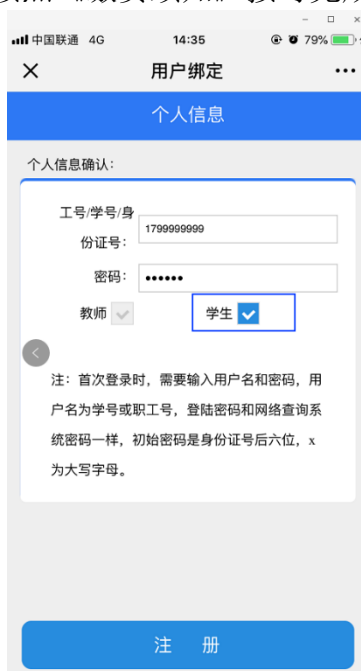 中国联通 4G 14:35 79%
用户绑定
个人信息
个人信息确认：
工号/学号/身
份证号： 1799999999
密码： ••••••
教师 学生
注：首次登录时，需要输入用户名和密码，用
户名为学号或职工号，登陆密码和网络查询系
统密码一样，初始密码是身份证号后六位，x
为大写字母。
注 册